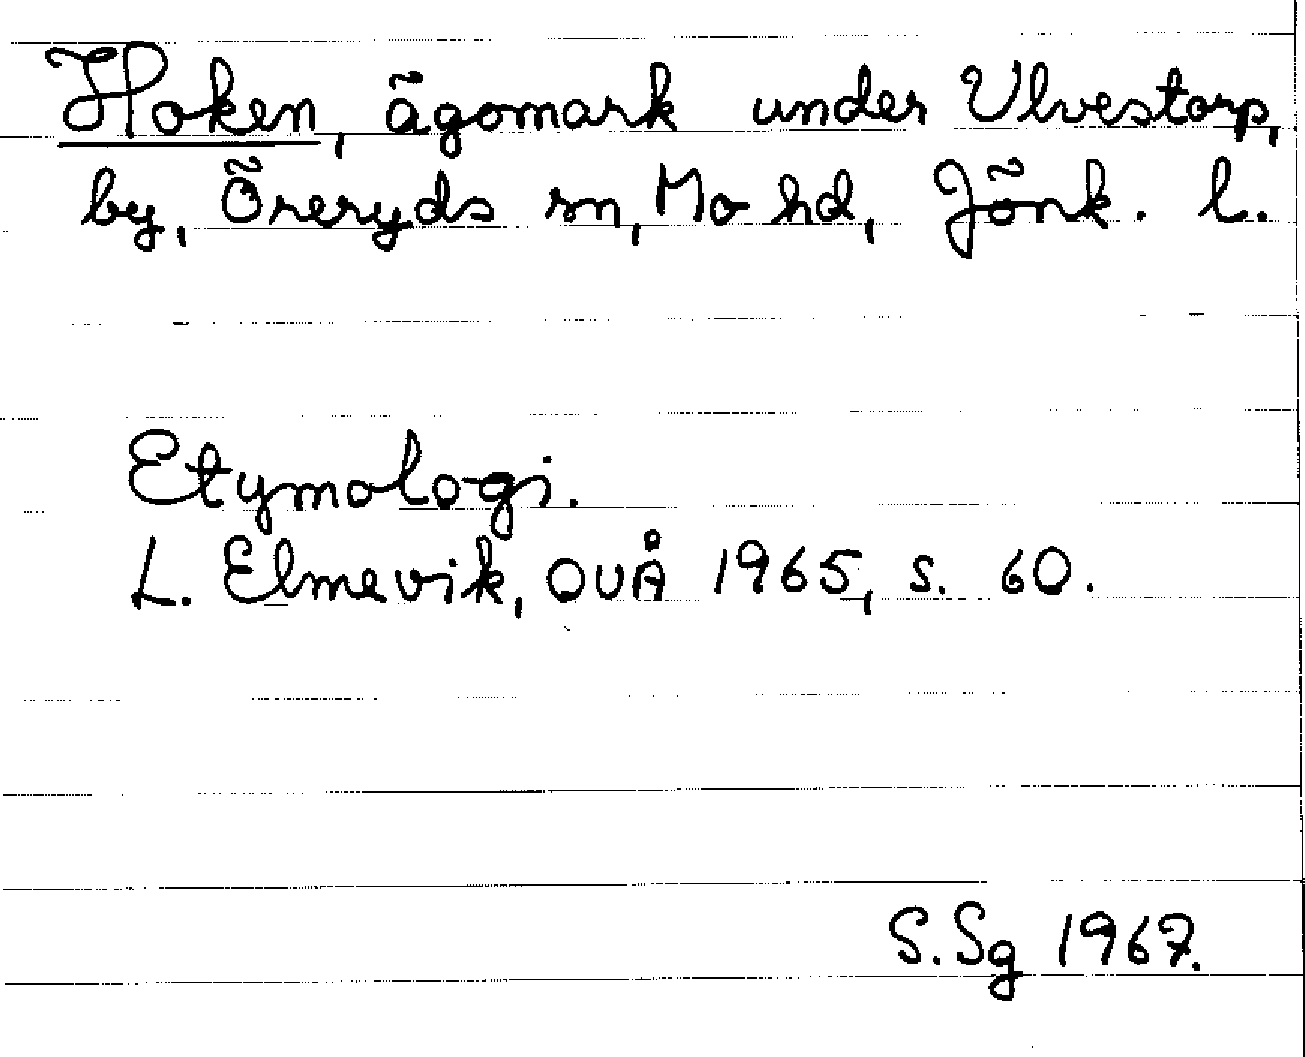 Hoken, ägomark under Ulvestorp,
by, Öreryds sn, Mo hd, Jönk. l.
Etymologi.
L. Elmevik, OUÅ 1965, s. 60.
S.Sg 1967.